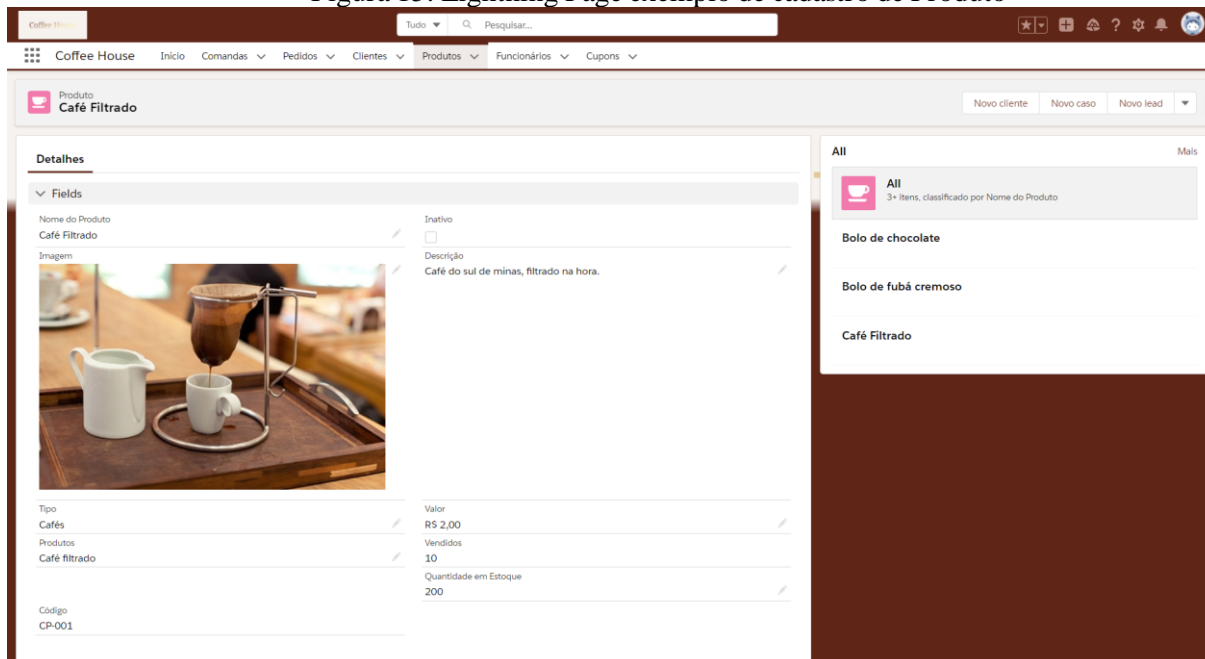 Figura 15: Lightning Page exemplo de cadastro de Produto
Coffee House
Tudo
Pesquisar...
Coffee House
Início
Comandas
Pedidos
Clientes
Produtos
Funcionários
Cupons
Produto
Café Filtrado
Novo cliente
Novo caso
Novo lead
Detalhes
Fields
Nome do Produto
Café Filtrado
Inativo
Imagem
Descrição
Café do sul de minas, filtrado na hora.
Tipo
Cafés
Valor
R$ 2,00
Produtos
Café filtrado
Vendidos
10
Quantidade em Estoque
200
Código
CP-001
All
Mais
All
3+ itens, classificado por Nome do Produto
Bolo de chocolate
Bolo de fubá cremoso
Café Filtrado